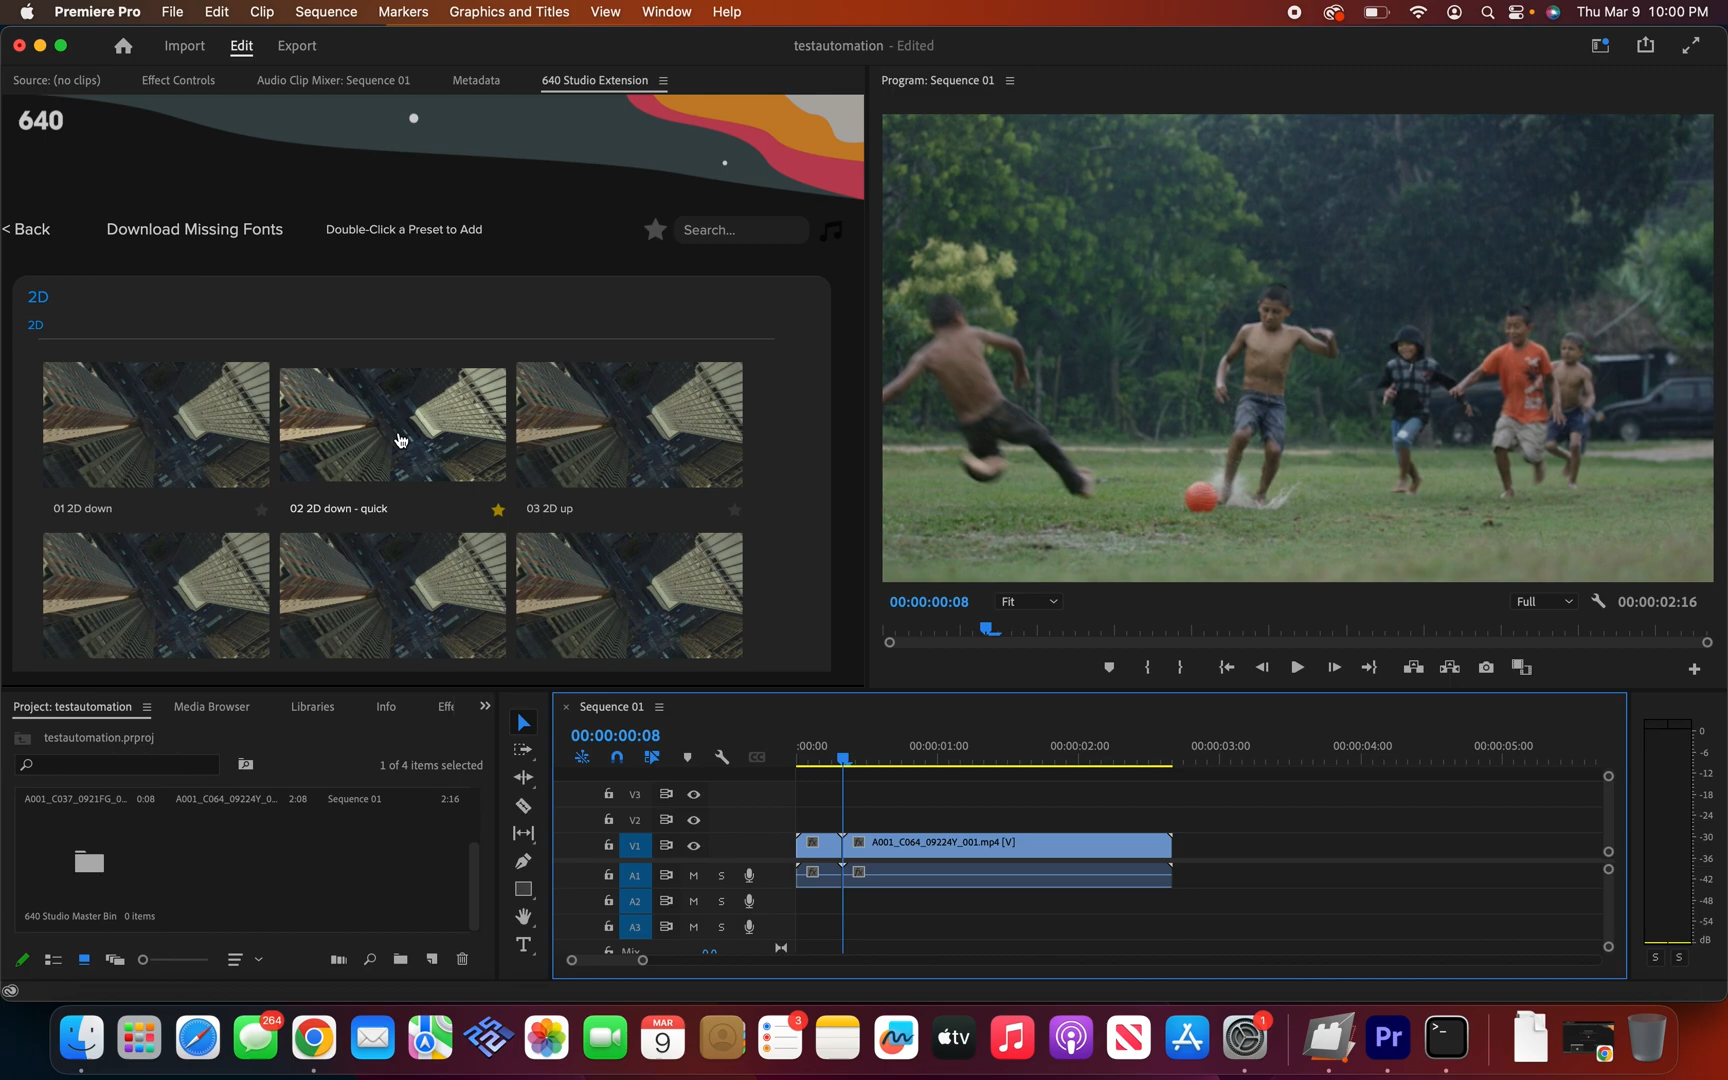 Premiere Pro File Edit Clip Sequence Markers Graphics and Titles View Window Help Thu Mar 9 10:00 PM
Import Edit Export testautomation - Edited
Source: (no clips) Effect Controls Audio Clip Mixer: Sequence 01 Metadata 640 Studio Extension Program: Sequence 01
640
< Back Download Missing Fonts Double-Click a Preset to Add Search...
2D
2D
01 2D down 02 2D down - quick 03 2D up
00:00:00:08 Fit Full 00:00:02:16
Project: testautomation Media Browser Libraries Info Effe
testautomation.prproj
1 of 4 items selected
A001_C037_0921FG_0... 0:08 A001_C064_09224Y_0... 2:08 Sequence 01 2:16
640 Studio Master Bin 0 items
Sequence 01
00:00:00:08
:00:00 00:00:01:00 00:00:02:00 00:00:03:00 00:00:04:00 00:00:05:00
V3
V2
V1 fx fx A001_C064_09224Y_001.mp4 [V]
A1 M S fx fx
A2 M S
A3 M S
Mix 0.0
0
-6
-12
-18
-24
-30
-36
-42
-48
-54
dB
S S
264
MAR
9
3
tv
1
Pr